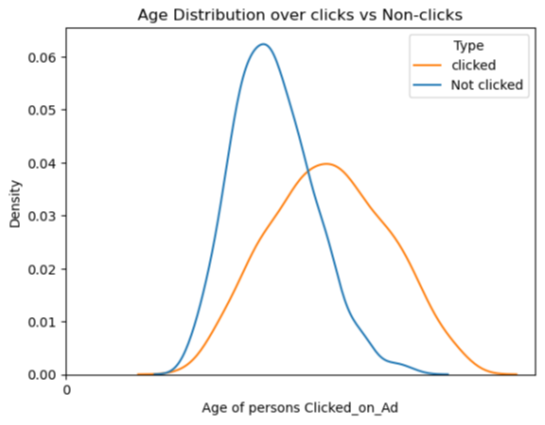 Age Distribution over clicks vs Non-clicks
Type
clicked
Not clicked
0.06
0.05
0.04
0.03
0.02
0.01
0.00
Density
0
Age of persons Clicked_on_Ad